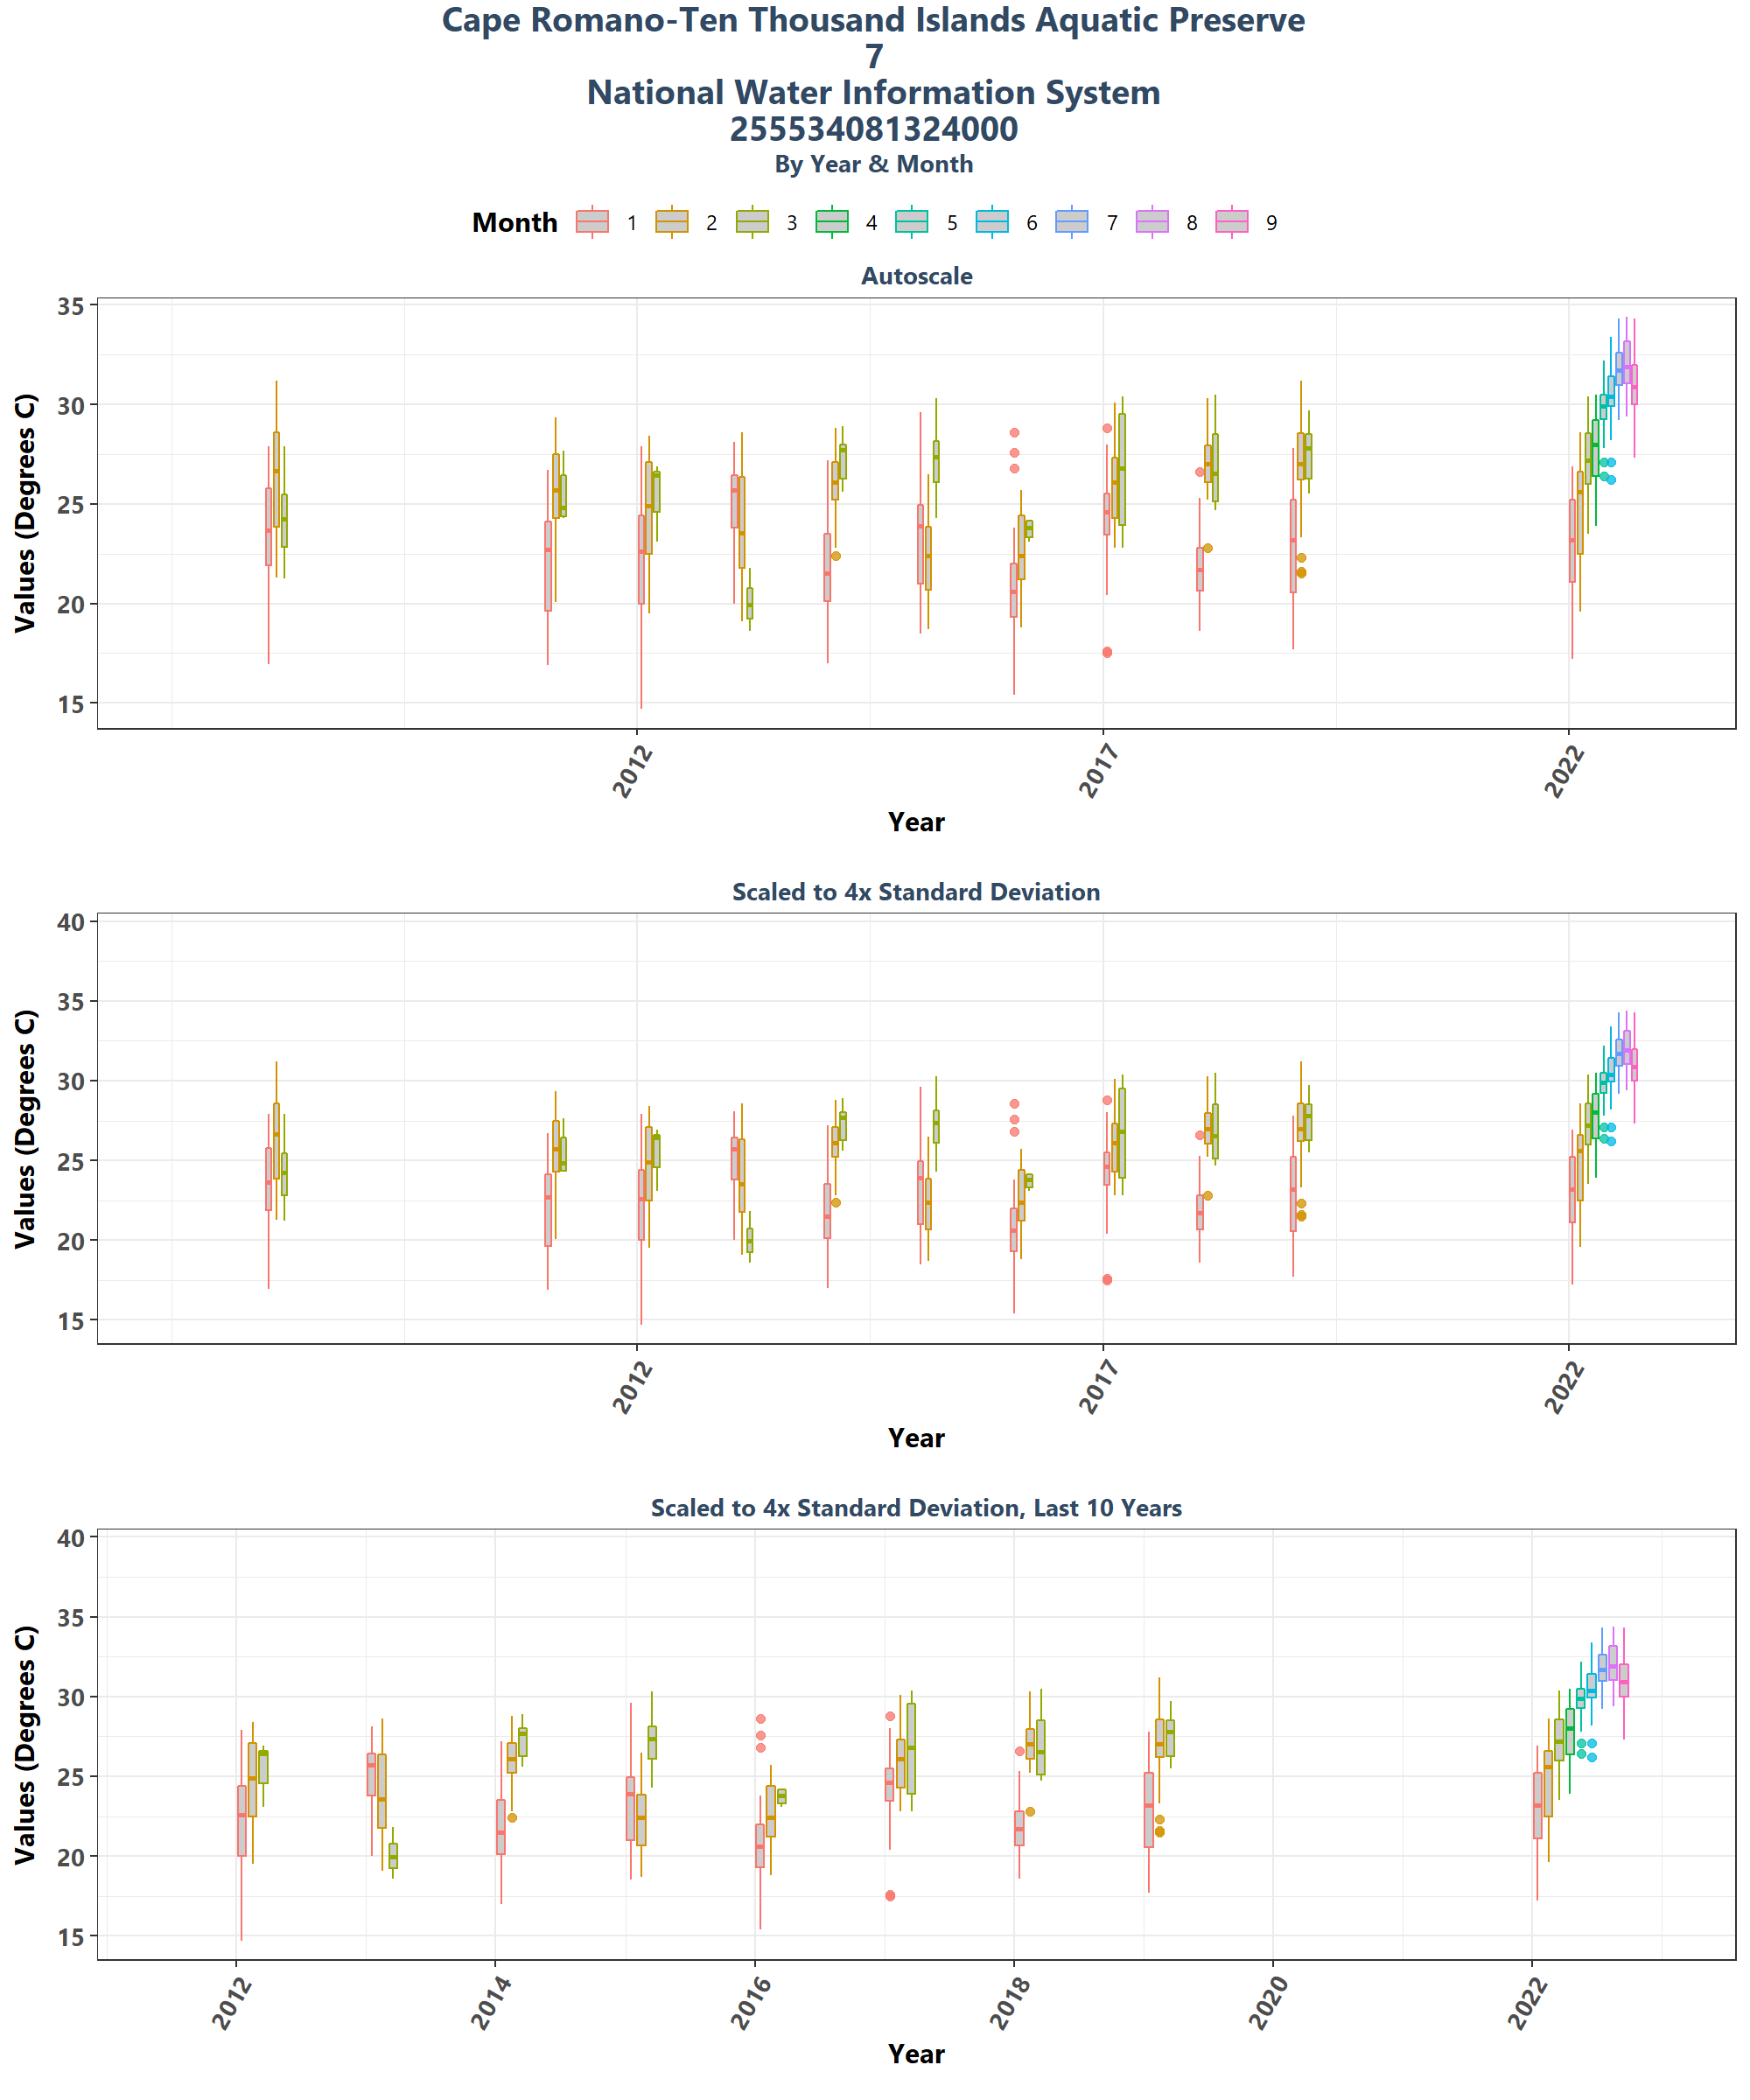 Cape Romano-Ten Thousand Islands Aquatic Preserve
7
National Water Information System
255534081324000
By Year & Month
Month 1 2 3 4 5 6 7 8 9
Autoscale
Values (Degrees C)
35
30
25
20
15
2012 2017 2022
Year
Scaled to 4x Standard Deviation
Values (Degrees C)
40
35
30
25
20
15
2012 2017 2022
Year
Scaled to 4x Standard Deviation, Last 10 Years
Values (Degrees C)
40
35
30
25
20
15
2012 2014 2016 2018 2020 2022
Year